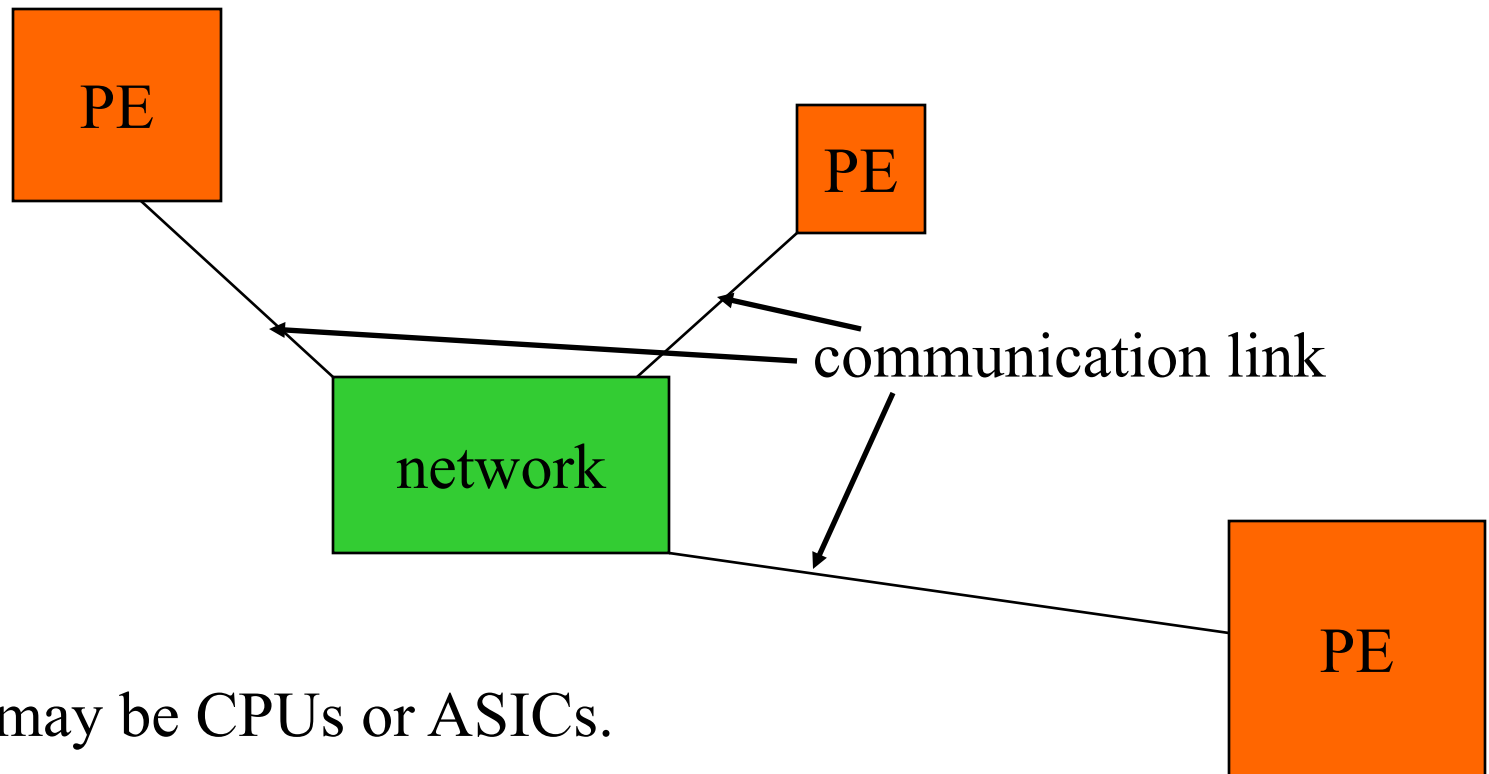 PE
PE
communication link
network
PE
may be CPUs or ASICs.